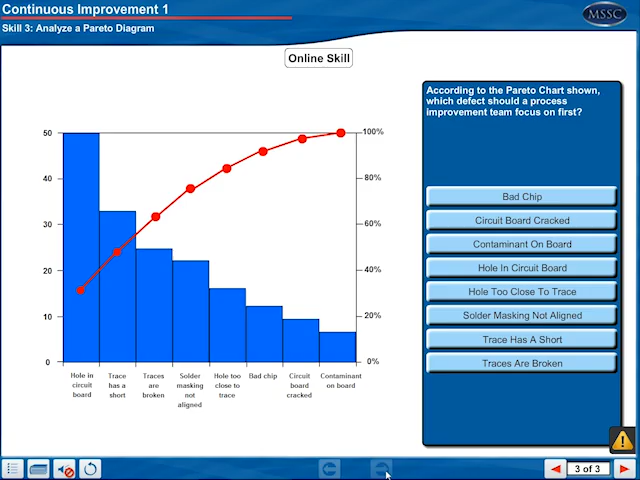 Continuous Improvement 1
MSSC
Skill 3: Analyze a Pareto Diagram
Online Skill
According to the Pareto Chart shown,
which defect should a process
improvement team focus on first?
50
40
30
20
10
0
100%
80%
60%
40%
20%
0%
Hole in
circuit
board
Trace
has a
short
Traces
are
broken
Solder
masking
not
aligned
Hole too
close to
trace
Bad chip
Circuit
board
cracked
Contaminant
on board
Bad Chip
Circuit Board Cracked
Contaminant On Board
Hole In Circuit Board
Hole Too Close To Trace
Solder Masking Not Aligned
Trace Has A Short
Traces Are Broken
3 of 3